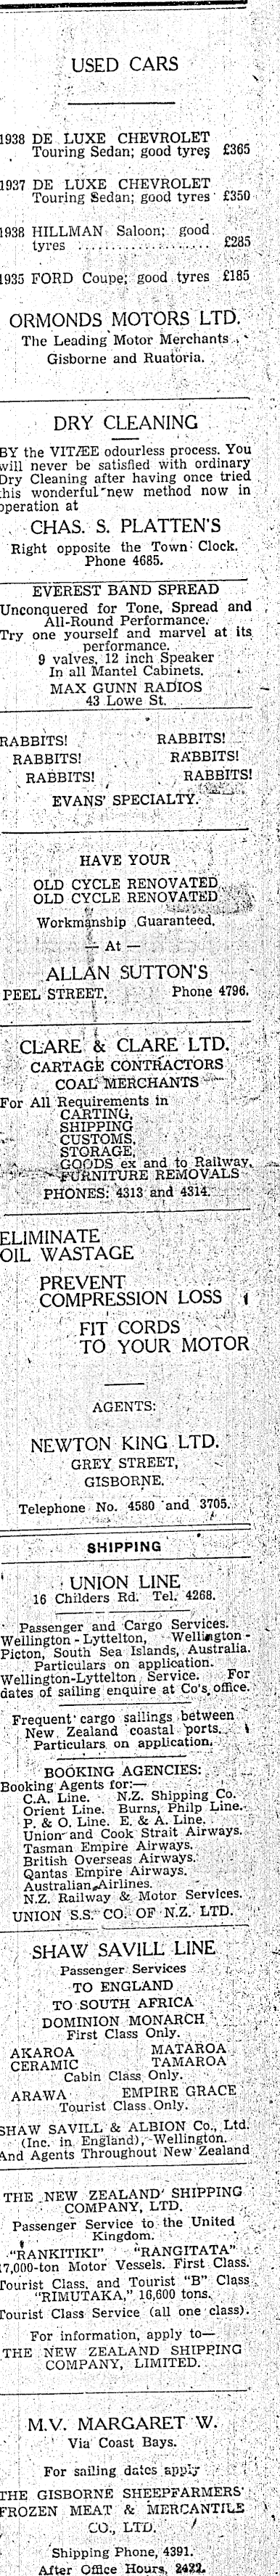 USED CARS
1938 DE LUXE CHEVROLET
Touring Sedan; good tyres £365
1937 DE LUXE CHEVROLET
Touring Sedan; good tyres £350
1938 HILLMAN Saloon; good
tyres .................... £285
1935 FORD Coupe; good tyres £185
ORMONDS MOTORS LTD.
The Leading Motor Merchants
Gisborne and Ruatoria.
DRY CLEANING
BY the VITÆE odourless process. You
will never be satisfied with ordinary
Dry Cleaning after having once tried
this wonderful new method now in
operation at
CHAS. S. PLATTEN'S
Right opposite the Town Clock.
Phone 4685.
EVEREST BAND SPREAD
Unconquered for Tone, Spread and
All-Round Performance.
Try one yourself and marvel at its
performance.
9 valves, 12 inch Speaker
In all Mantel Cabinets.
MAX GUNN RADIOS
43 Lowe St.
RABBITS! RABBITS!
RABBITS! RABBITS!
RABBITS! RABBITS!
EVANS' SPECIALTY.
HAVE YOUR
OLD CYCLE RENOVATED
OLD CYCLE RENOVATED
Workmanship Guaranteed.
— At —
ALLAN SUTTON'S
PEEL STREET. Phone 4796.
CLARE & CLARE LTD.
CARTAGE CONTRACTORS
COAL MERCHANTS
For All Requirements in
CARTING,
SHIPPING
CUSTOMS,
STORAGE,
GOODS ex and to Railway.
FURNITURE REMOVALS
PHONES: 4313 and 4314.
ELIMINATE
OIL WASTAGE
PREVENT
COMPRESSION LOSS
FIT CORDS
TO YOUR MOTOR
AGENTS:
NEWTON KING LTD.
GREY STREET,
GISBORNE.
Telephone No. 4580 and 3705.
SHIPPING
UNION LINE
16 Childers Rd. Tel. 4268.
Passenger and Cargo Services.
Wellington - Lyttelton, Wellington -
Picton, South Sea Islands, Australia.
Particulars on application.
Wellington-Lyttelton Service. For
dates of sailing enquire at Co's. office.
Frequent cargo sailings between
New Zealand coastal ports.
Particulars on application.
BOOKING AGENCIES:
Booking Agents for:—
C.A. Line. N.Z. Shipping Co.
Orient Line. Burns, Philp Line.
P. & O. Line. E. & A. Line.
Union and Cook Strait Airways.
Tasman Empire Airways.
British Overseas Airways.
Qantas Empire Airways.
Australian Airlines.
N.Z. Railway & Motor Services.
UNION S.S. CO. OF N.Z. LTD.
SHAW SAVILL LINE
Passenger Services
TO ENGLAND
TO SOUTH AFRICA
DOMINION MONARCH
First Class Only.
AKAROA MATAROA
CERAMIC TAMAROA
Cabin Class Only.
ARAWA EMPIRE GRACE
Tourist Class Only.
SHAW SAVILL & ALBION Co., Ltd.
(Inc. in England), Wellington.
And Agents Throughout New Zealand
THE NEW ZEALAND SHIPPING
COMPANY, LTD.
Passenger Service to the United
Kingdom.
"RANKITIKI" "RANGITATA"
17,000-ton Motor Vessels. First Class.
Tourist Class, and Tourist "B" Class
"RIMUTAKA," 16,600 tons.
Tourist Class Service (all one class).
For information, apply to—
THE NEW ZEALAND SHIPPING
COMPANY, LIMITED.
M.V. MARGARET W.
Via Coast Bays.
For sailing dates apply
THE GISBORNE SHEEPFARMERS'
FROZEN MEAT & MERCANTILE
CO., LTD.
Shipping Phone, 4391.
After Office Hours, 2422.